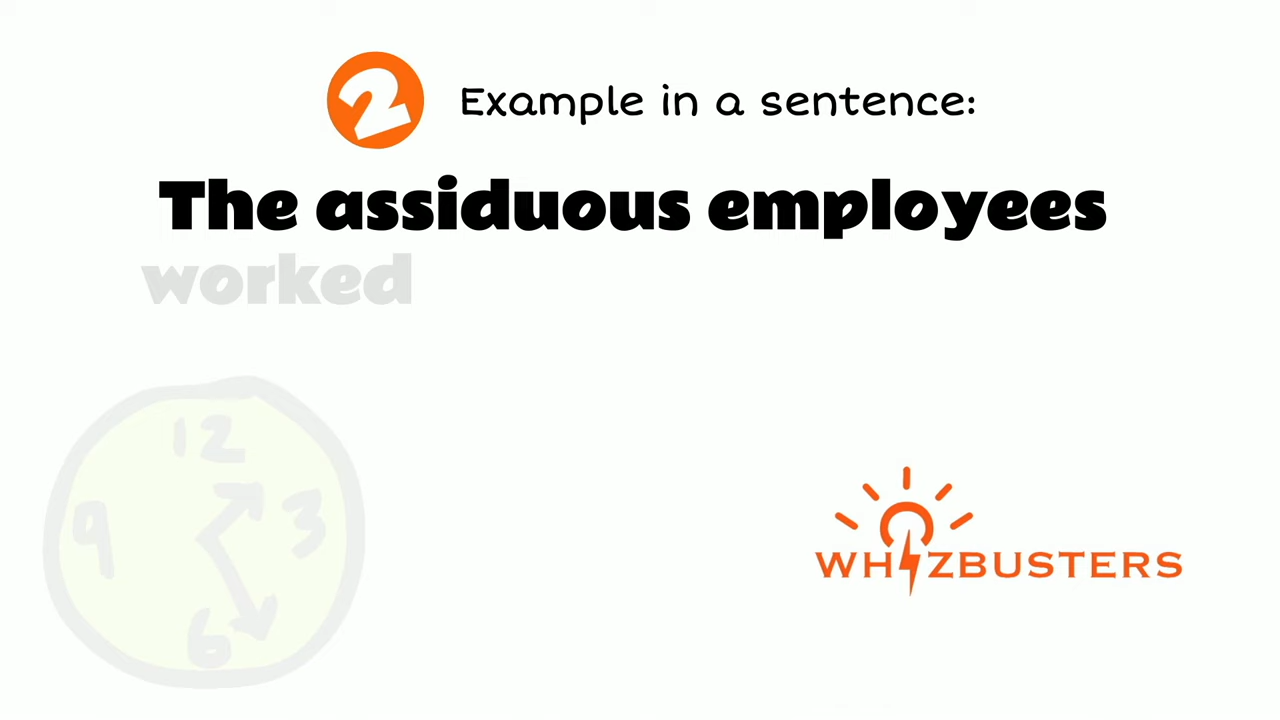 2 Example in a sentence:
The assiduous employees
worked
12
9 3
6
WHIZBUSTERS